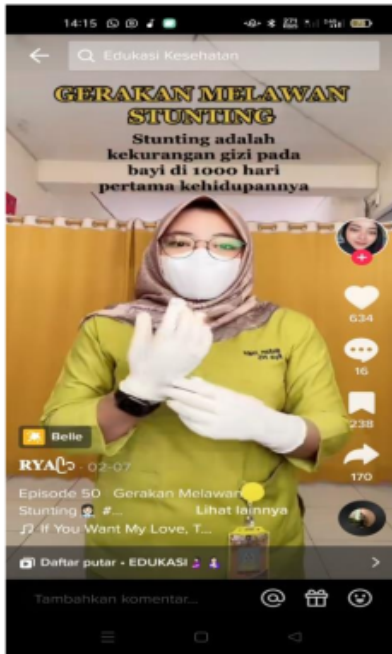 14:15
Edukasi Kesehatan
GERAKAN MELAWAN
STUNTING
Stunting adalah
kekurangan gizi pada
bayi di 1000 hari
pertama kehidupannya
634
16
238
170
Belle
RYA
02-07
Episode 50 Gerakan Melawan
Stunting #... Lihat lainnya
If You Want My Love, T...
Daftar putar • EDUKASI
Tambahkan komentar...